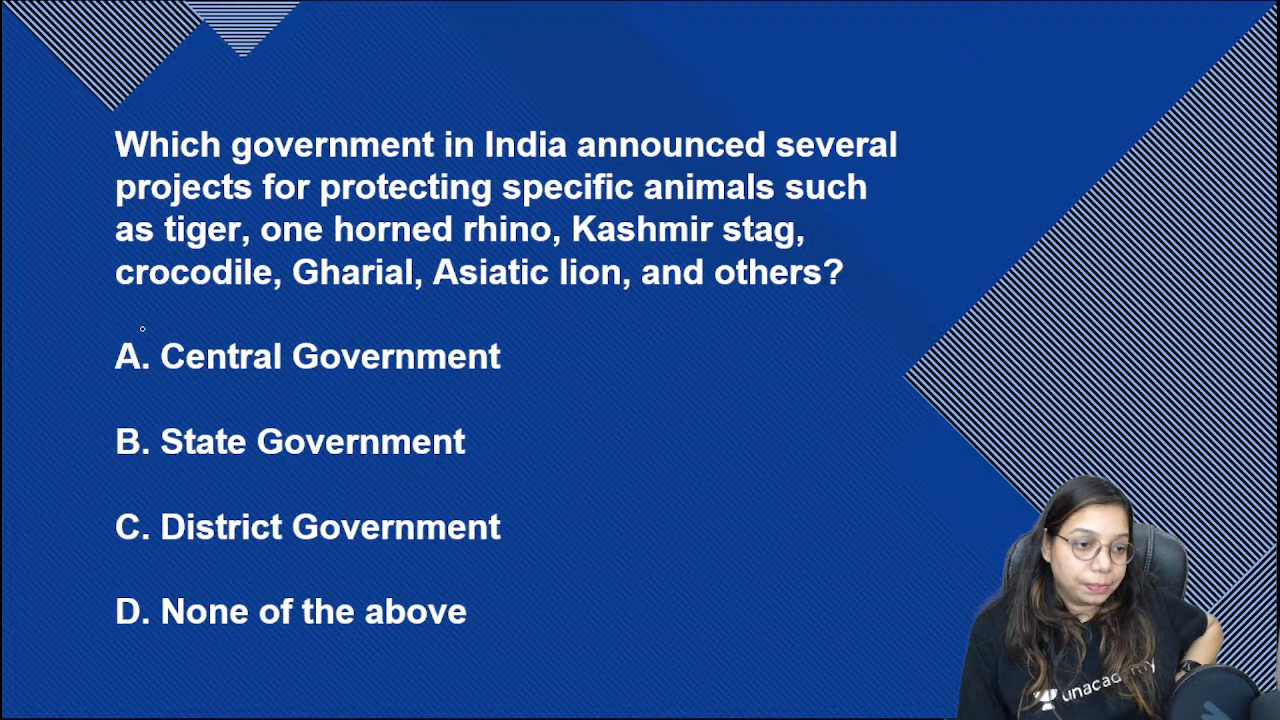 Which government in India announced several
projects for protecting specific animals such
as tiger, one horned rhino, Kashmir stag,
crocodile, Gharial, Asiatic lion, and others?
A. Central Government
B. State Government
C. District Government
D. None of the above
unacademy